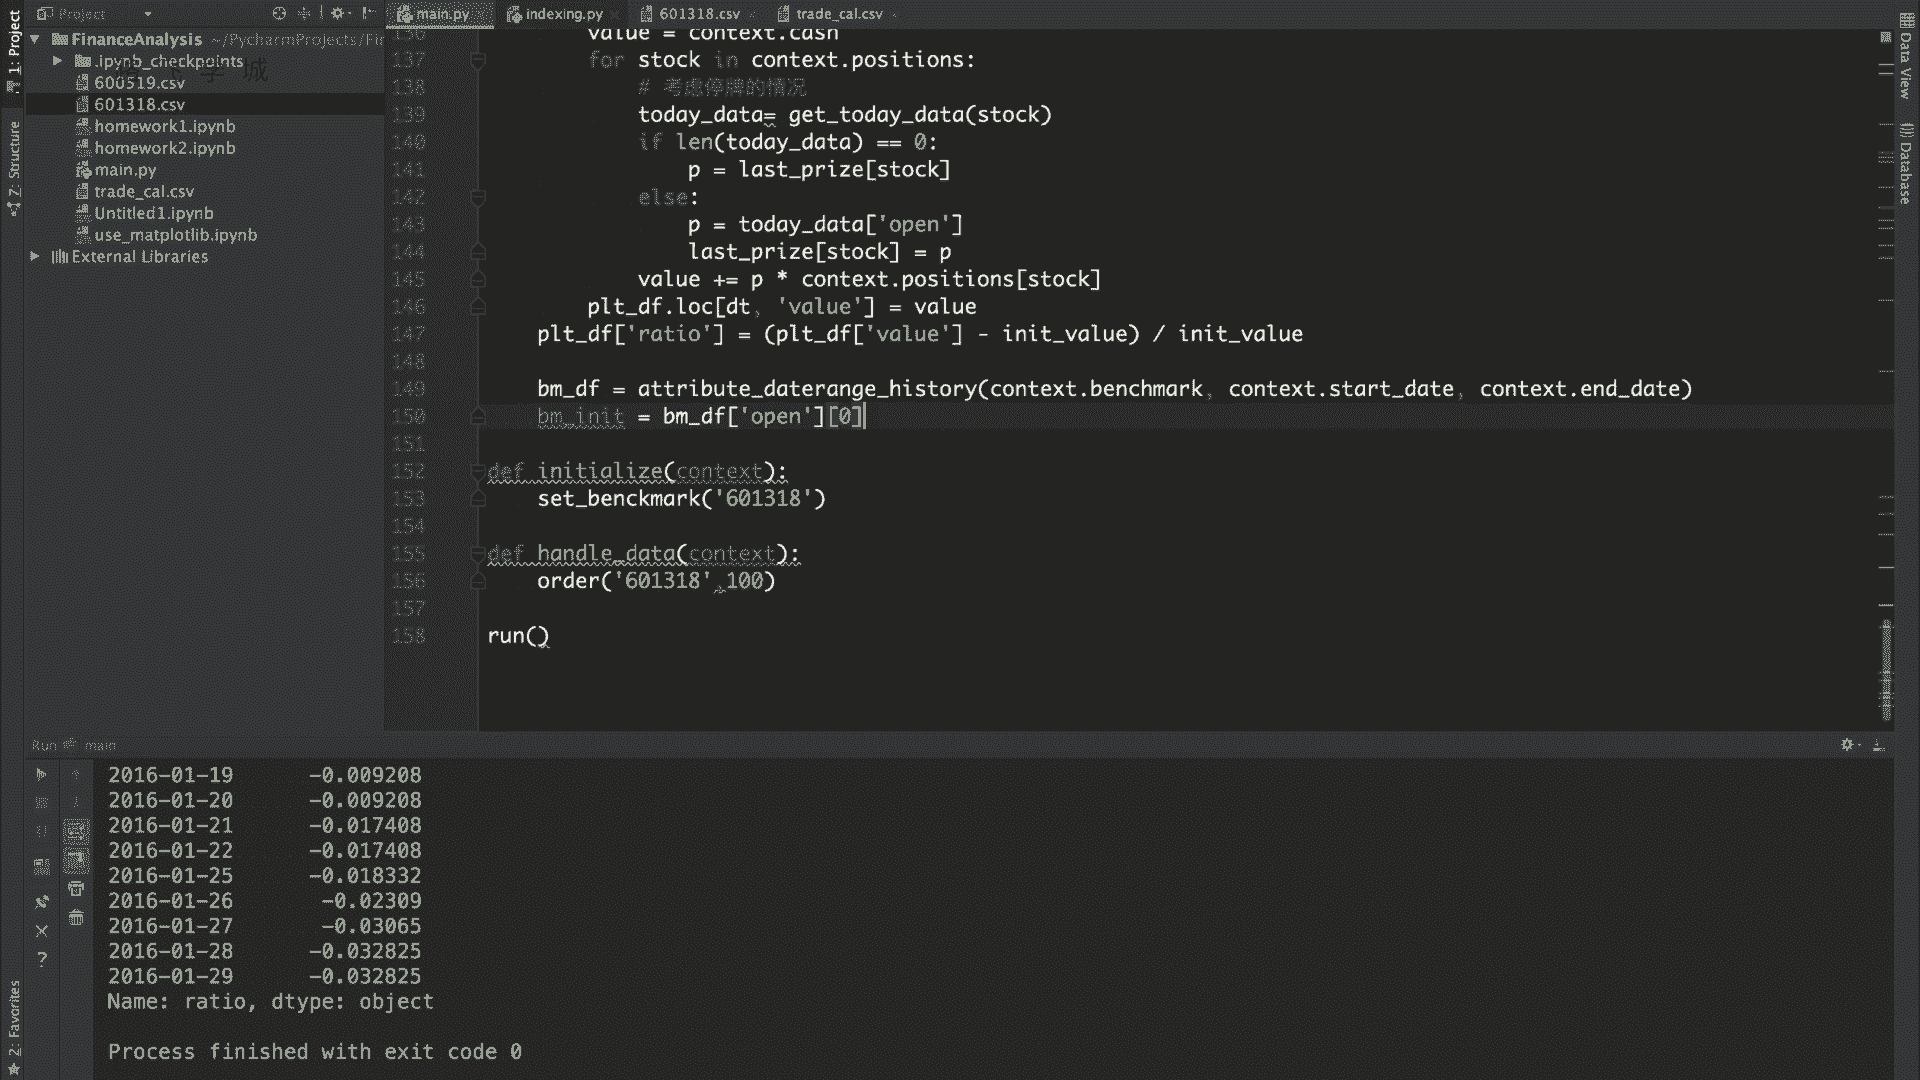 Project
main.py
indexing.py
601318.csv
trade_cal.csv
1: Project
7: Structure
2: Favorites
Data View
Database
FinanceAnalysis ~/PycharmProjects/Fi
.ipynb_checkpoints
600519.csv
601318.csv
homework1.ipynb
homework2.ipynb
main.py
trade_cal.csv
Untitled1.ipynb
use_matplotlib.ipynb
External Libraries
136 value = context.cash
137 for stock in context.positions:
138 # 考虑停牌的情况
139 today_data= get_today_data(stock)
140 if len(today_data) == 0:
141 p = last_prize[stock]
142 else:
143 p = today_data['open']
144 last_prize[stock] = p
145 value += p * context.positions[stock]
146 plt_df.loc[dt, 'value'] = value
147 plt_df['ratio'] = (plt_df['value'] - init_value) / init_value
148
149 bm_df = attribute_daterange_history(context.benchmark, context.start_date, context.end_date)
150 bm_init = bm_df['open'][0]
151
152 def initialize(context):
153 set_benckmark('601318')
154
155 def handle_data(context):
156 order('601318',100)
157
158 run()
Run main
2016-01-19 -0.009208
2016-01-20 -0.009208
2016-01-21 -0.017408
2016-01-22 -0.017408
2016-01-25 -0.018332
2016-01-26 -0.02309
2016-01-27 -0.03065
2016-01-28 -0.032825
2016-01-29 -0.032825
Name: ratio, dtype: object
Process finished with exit code 0